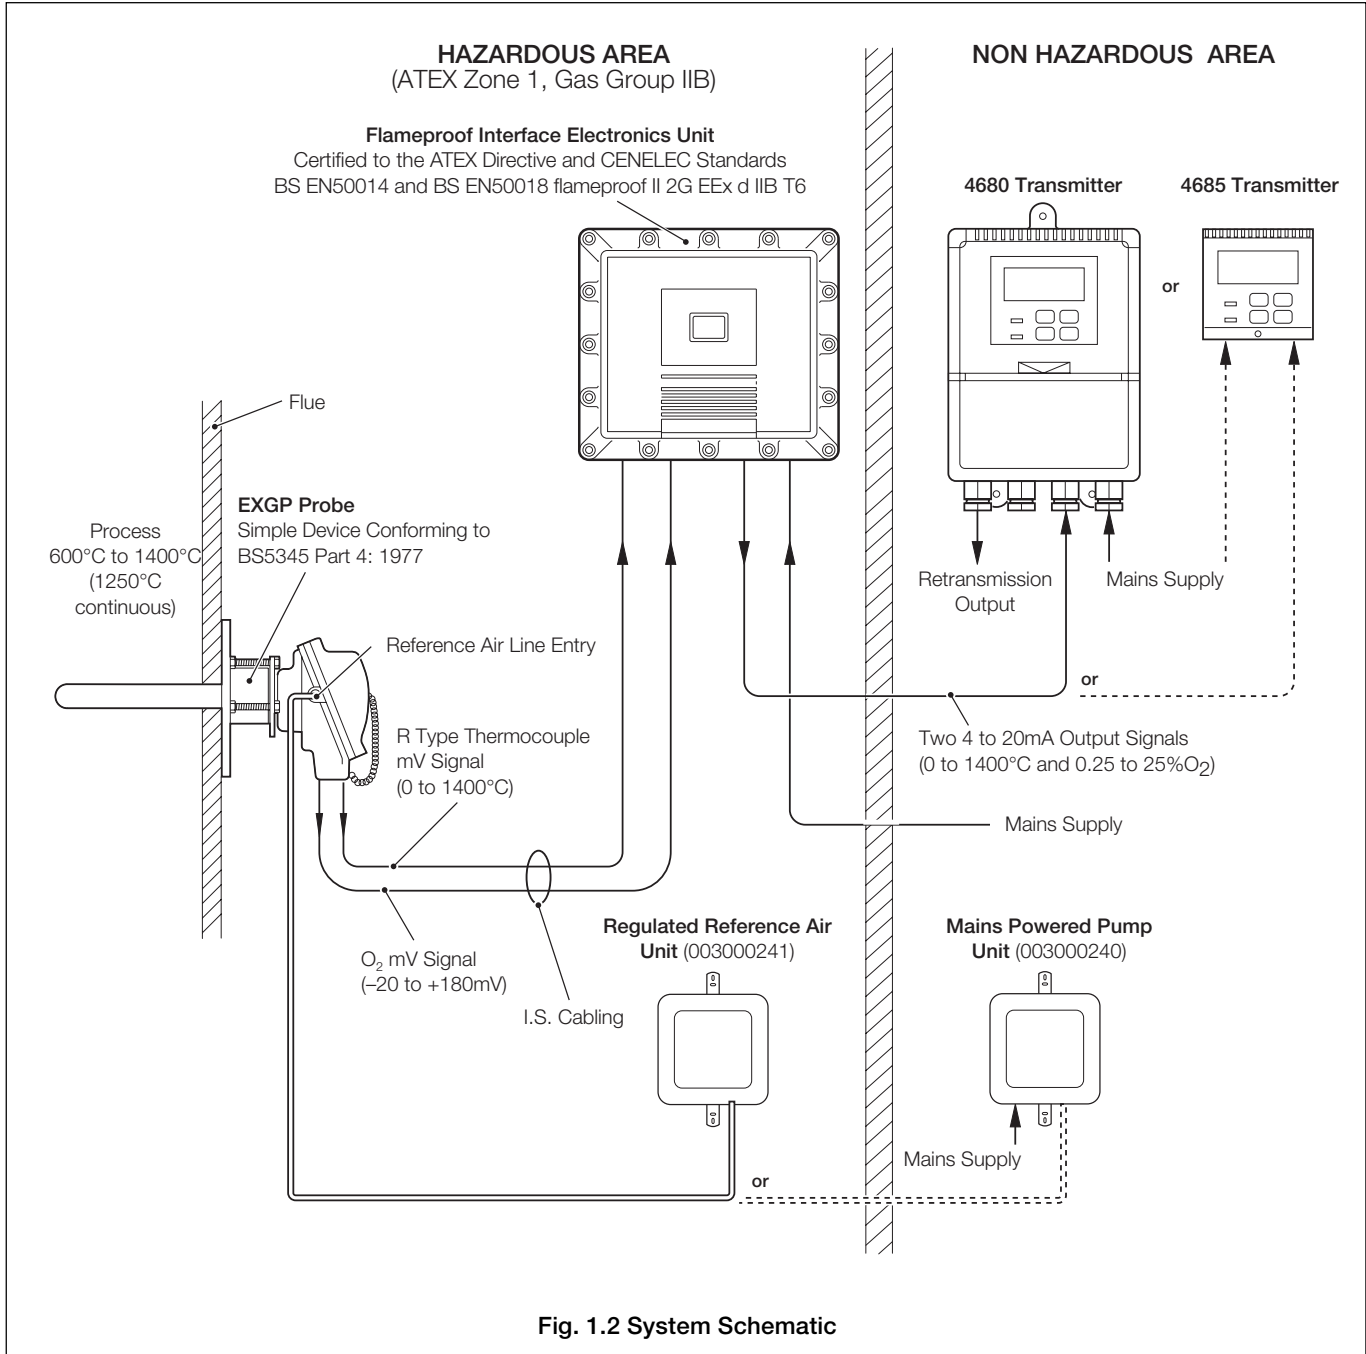 HAZARDOUS AREA
(ATEX Zone 1, Gas Group IIB)
NON HAZARDOUS AREA
Flameproof Interface Electronics Unit
Certified to the ATEX Directive and CENELEC Standards
BS EN50014 and BS EN50018 flameproof II 2G EEx d IIB T6
4680 Transmitter
or
4685 Transmitter
Flue
EXGP Probe
Simple Device Conforming to
BS5345 Part 4: 1977
Process
600°C to 1400°C
(1250°C
continuous)
Retransmission
Output
Mains Supply
Reference Air Line Entry
or
R Type Thermocouple
mV Signal
(0 to 1400°C)
Two 4 to 20mA Output Signals
(0 to 1400°C and 0.25 to 25%O2)
Mains Supply
O2 mV Signal
(–20 to +180mV)
I.S. Cabling
Regulated Reference Air
Unit (003000241)
Mains Powered Pump
Unit (003000240)
Mains Supply
or
Fig. 1.2 System Schematic